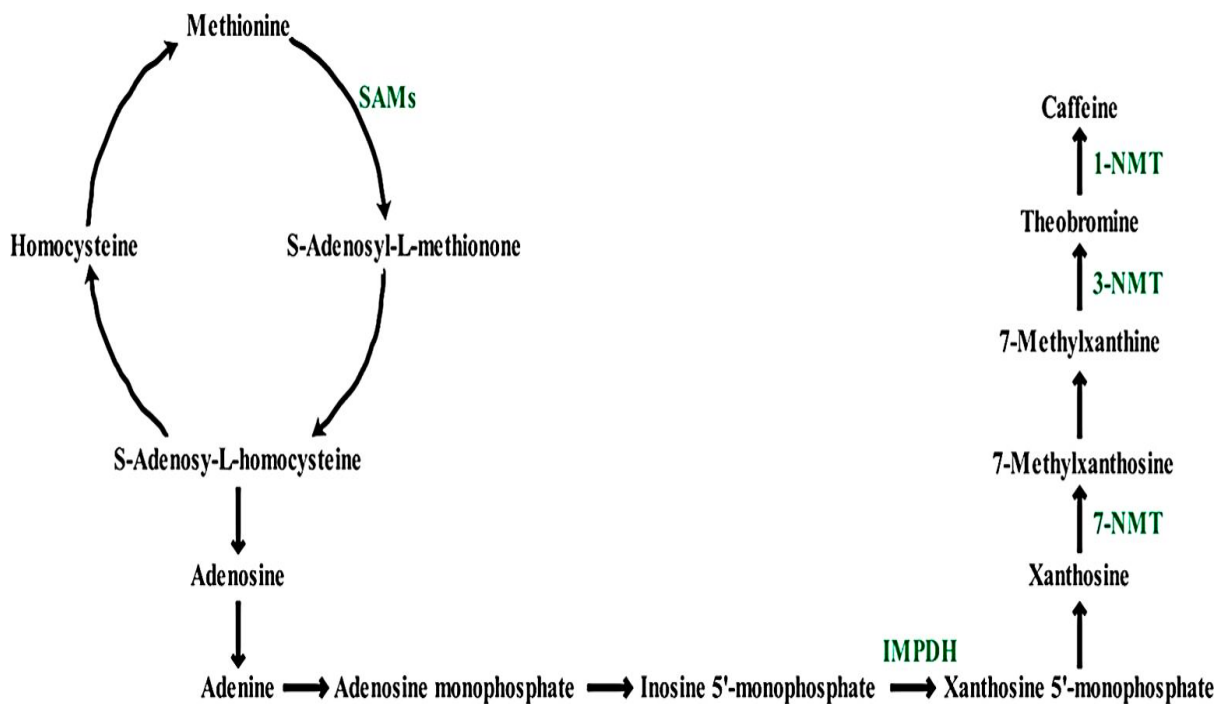 Methionine
SAMs
Caffeine
1-NMT
Theobromine
Homocysteine
S-Adenosyl-L-methionone
3-NMT
7-Methylxanthine
S-Adenosy-L-homocysteine
7-Methylxanthosine
7-NMT
Adenosine
Xanthosine
IMPDH
Adenine
Adenosine monophosphate
Inosine 5'-monophosphate
Xanthosine 5'-monophosphate